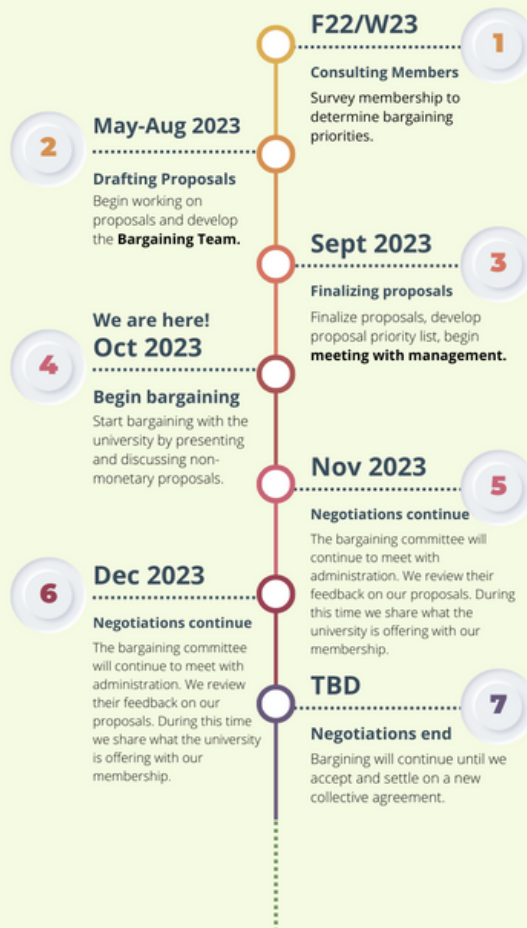 F22/W23
1
Consulting Members
Survey membership to
determine bargaining
priorities.
May-Aug 2023
2
Drafting Proposals
Begin working on
proposals and develop
the Bargaining Team.
Sept 2023
3
Finalizing proposals
Finalize proposals, develop
proposal priority list, begin
meeting with management.
We are here!
Oct 2023
4
Begin bargaining
Start bargaining with the
university by presenting
and discussing non-
monetary proposals.
Nov 2023
5
Negotiations continue
The bargaining committee will
continue to meet with
administration. We review their
feedback on our proposals. During
this time we share what the
university is offering with our
membership.
Dec 2023
6
Negotiations continue
The bargaining committee
will continue to meet with
administration. We review
their feedback on our
proposals. During this time
we share what the university
is offering with our
membership.
TBD
7
Negotiations end
Bargining will continue until we
accept and settle on a new
collective agreement.